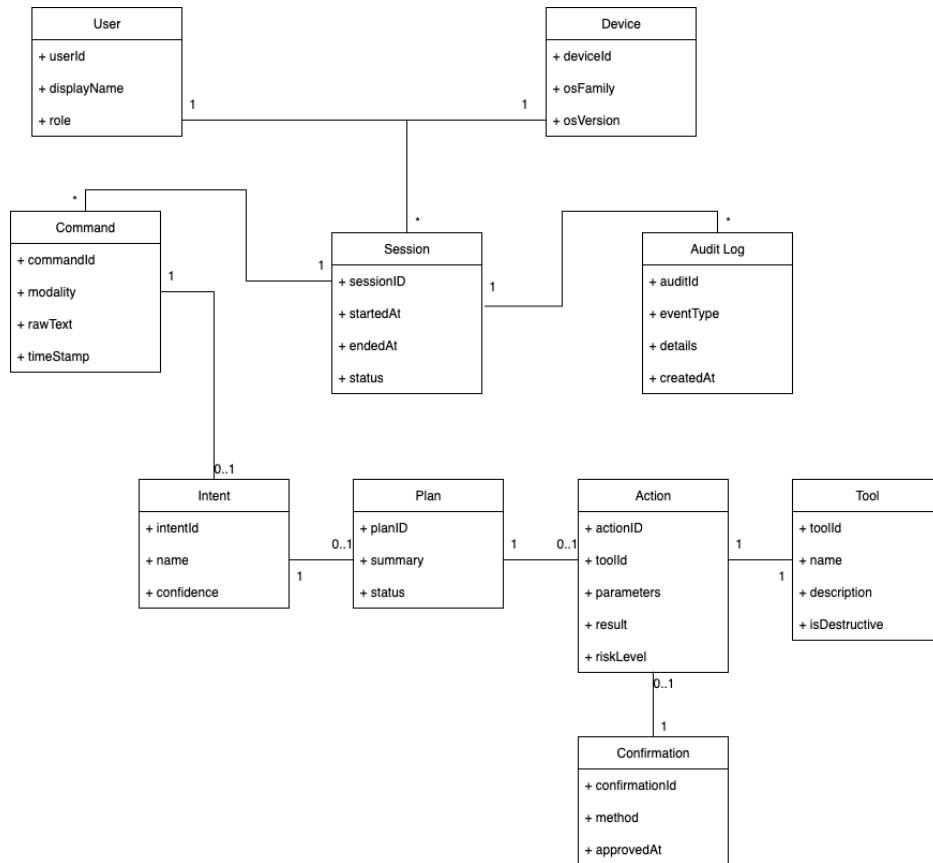 User
+ userId
+ displayName
+ role
Device
+ deviceId
+ osFamily
+ osVersion
1
1
*
*
*
Command
+ commandId
+ modality
+ rawText
+ timeStamp
1
1
Session
+ sessionID
+ startedAt
+ endedAt
+ status
1
Audit Log
+ auditId
+ eventType
+ details
+ createdAt
0..1
Intent
+ intentId
+ name
+ confidence
0..1
1
Plan
+ planID
+ summary
+ status
1
0..1
Action
+ actionID
+ toolId
+ parameters
+ result
+ riskLevel
1
1
Tool
+ toolId
+ name
+ description
+ isDestructive
0..1
1
Confirmation
+ confirmationId
+ method
+ approvedAt